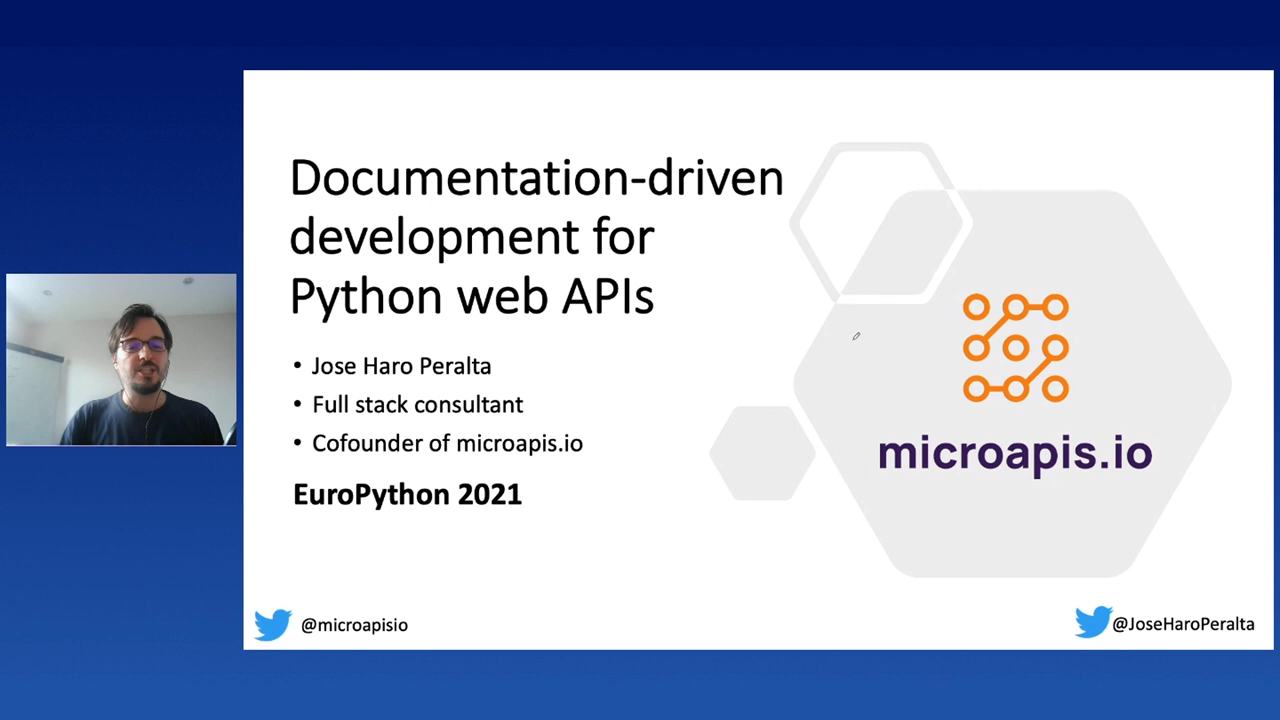 Documentation-driven
development for
Python web APIs
• Jose Haro Peralta
• Full stack consultant
• Cofounder of microapis.io
EuroPython 2021
microapis.io
@microapisio
@JoseHaroPeralta